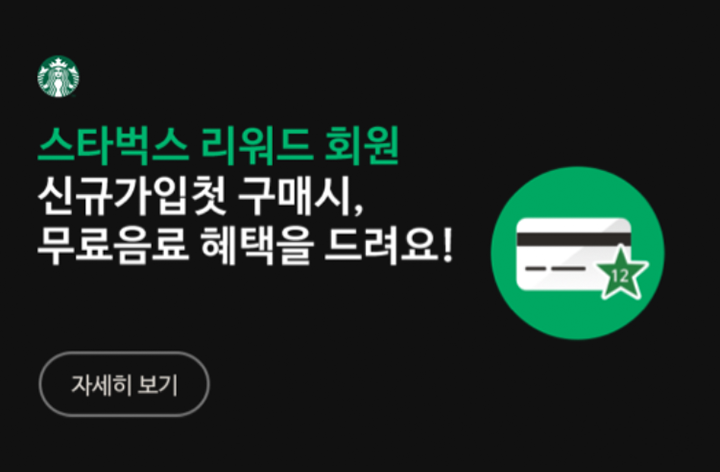 스타벅스 리워드 회원
신규가입첫 구매시,
무료음료 혜택을 드려요!
12
자세히 보기